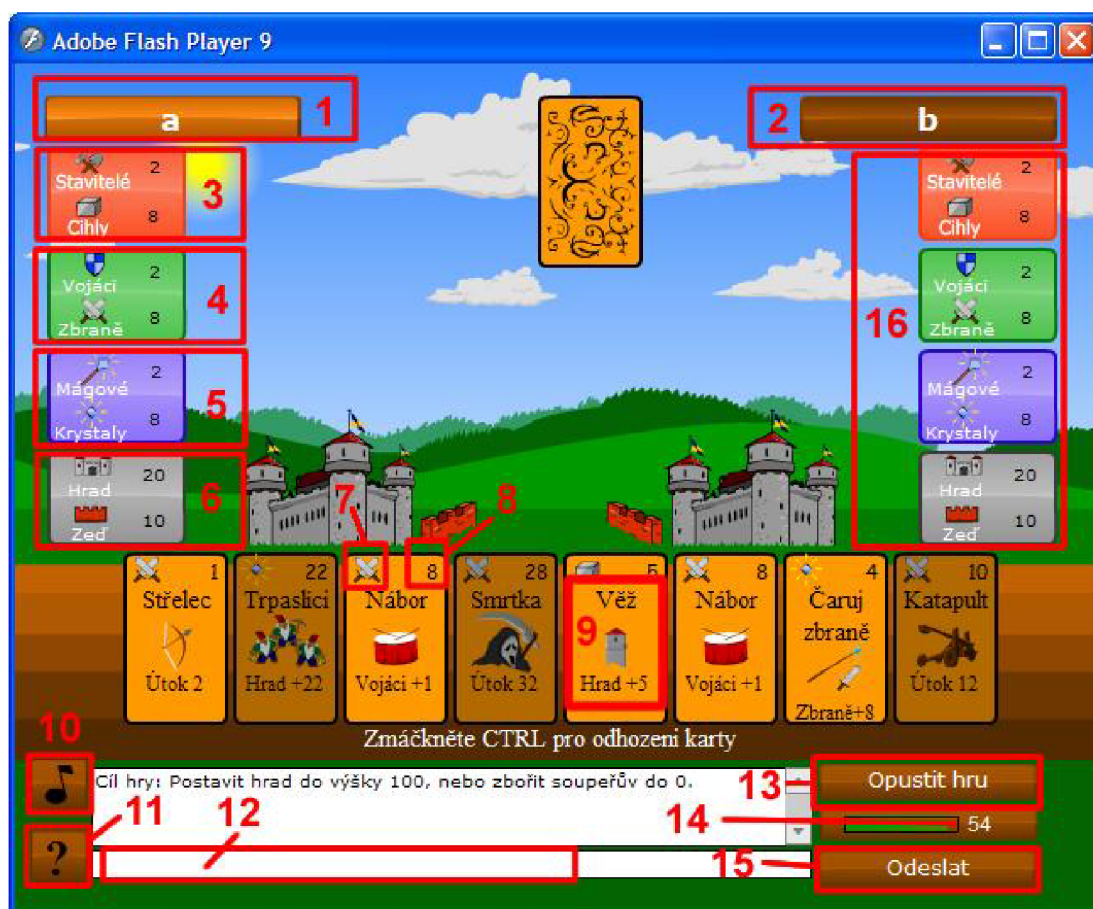 Adobe Flash Player 9
a
1
2
b
Stavitelé 2
Cihly 8
3
Vojáci 2
Zbraně 8
4
Mágové 2
Krystaly 8
5
Hrad 20
Zeď 10
6
Stavitelé 2
Cihly 8
Vojáci 2
Zbraně 8
16
Mágové 2
Krystaly 8
Hrad 20
Zeď 10
7
8
1
Střelec
Útok 2
22
Trpaslici
Hrad +22
8
Nábor
Vojáci +1
28
Smrtka
Útok 32
5
Věž
9
Hrad +5
8
Nábor
Vojáci +1
4
Čaruj
zbraně
Zbraně+8
10
Katapult
Útok 12
Zmáčkněte CTRL pro odhozeni karty
10
Cíl hry: Postavit hrad do výšky 100, nebo zbořit soupeřův do 0.
11
12
?
13
Opustit hru
14
54
15
Odeslat